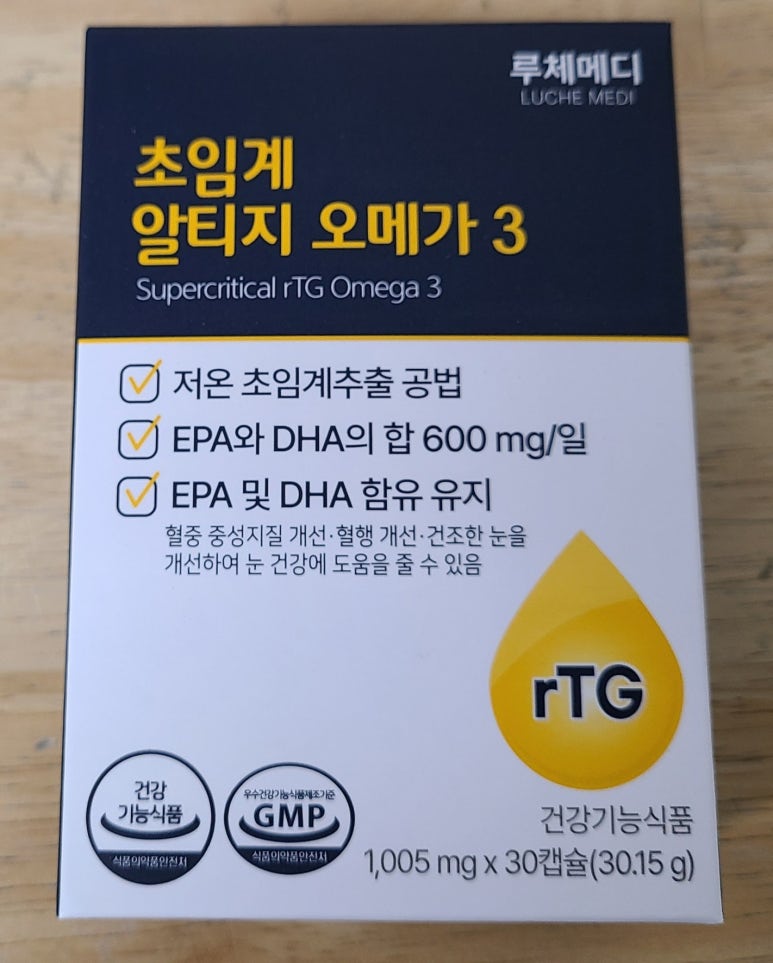 루체메디
LUCHE MEDI
초임계
알티지 오메가 3
Supercritical rTG Omega 3
저온 초임계추출 공법
EPA와 DHA의 합 600 mg/일
EPA 및 DHA 함유 유지
혈중 중성지질 개선·혈행 개선·건조한 눈을
개선하여 눈 건강에 도움을 줄 수 있음
rTG
건강
기능식품
식품의약품안전처
우수건강기능식품제조기준
GMP
식품의약품안전처
건강기능식품
1,005 mg x 30캡슐(30.15 g)